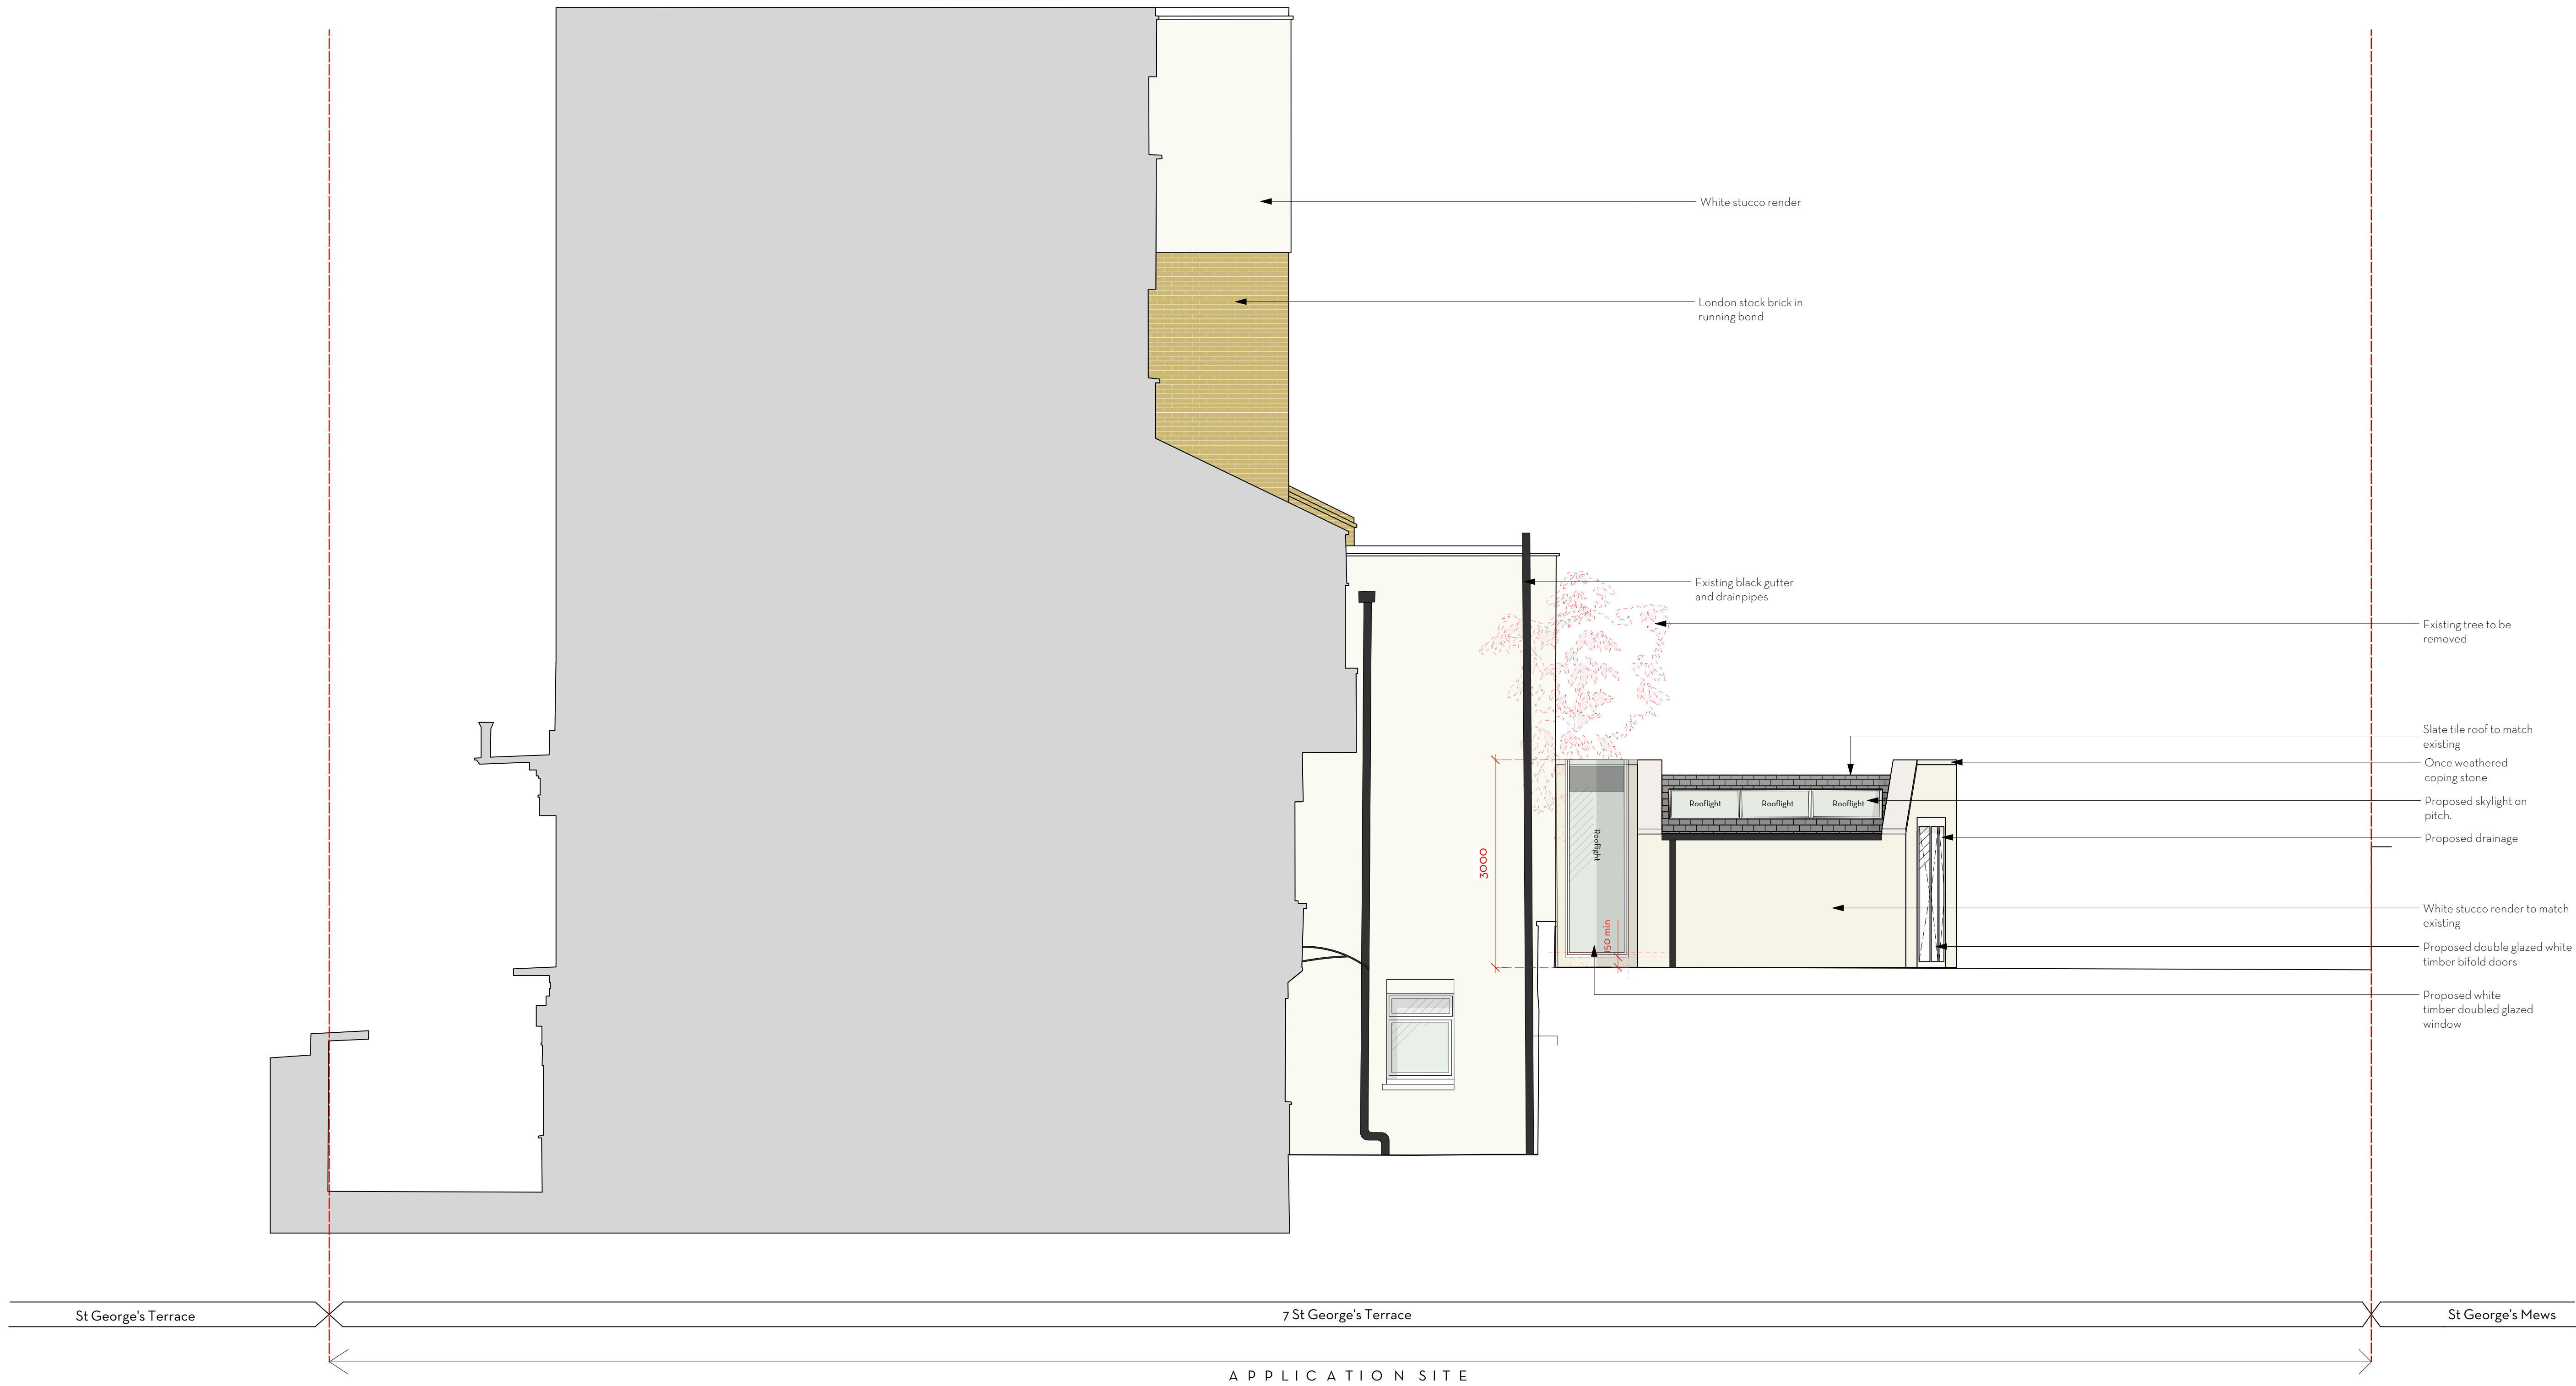 White stucco render
London stock brick in
running bond
Existing black gutter
and drainpipes
Existing tree to be
removed
Slate tile roof to match
existing
Once weathered
coping stone
Rooflight
Rooflight
Rooflight
Proposed skylight on
pitch.
Proposed drainage
Rooflight
3000
150 min
White stucco render to match
existing
Proposed double glazed white
timber bifold doors
Proposed white
timber doubled glazed
window
St George's Terrace
7 St George's Terrace
St George's Mews
APPLICATION SITE